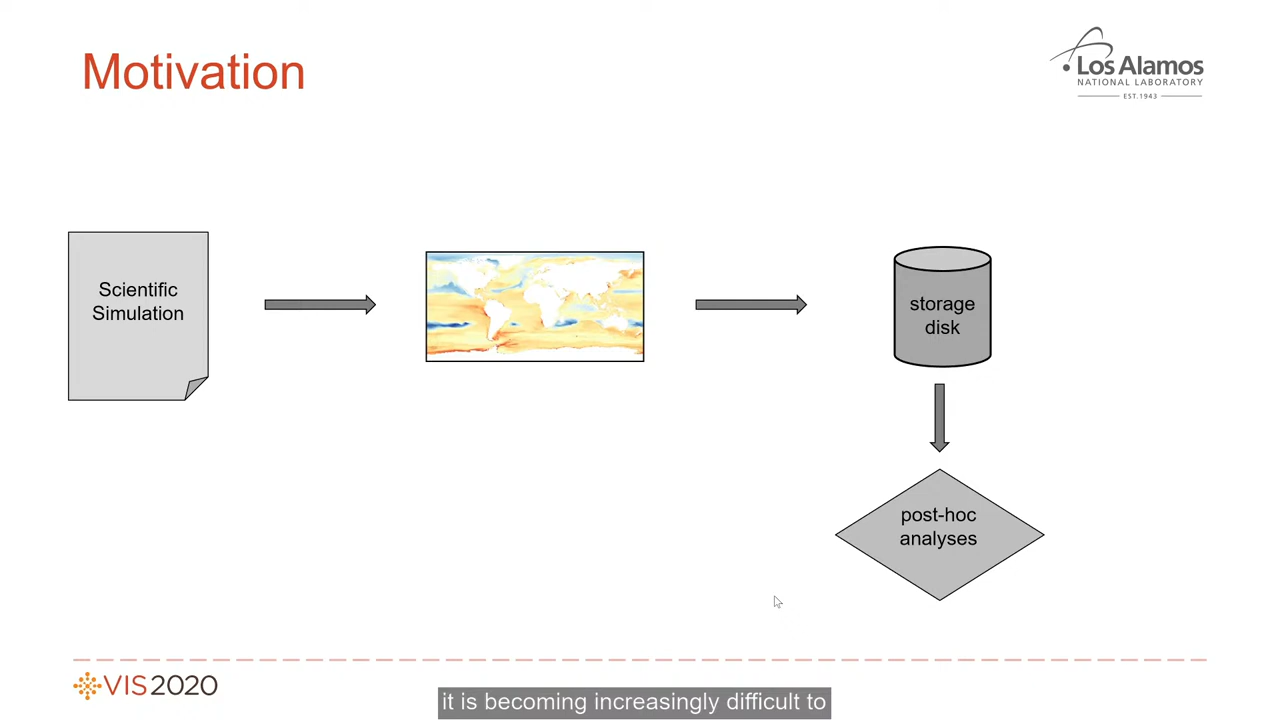 Motivation
Los Alamos
NATIONAL LABORATORY
EST. 1943
Scientific
Simulation
storage
disk
post-hoc
analyses
VIS2020
it is becoming increasingly difficult to